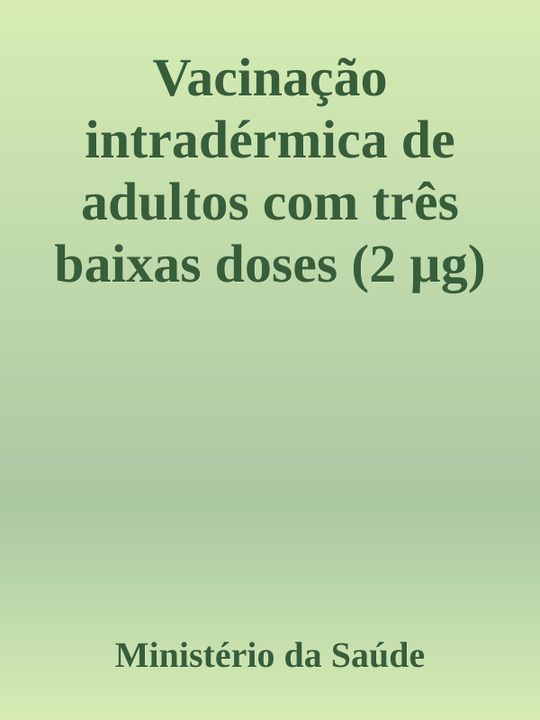 Vacinação
intradérmica de
adultos com três
baixas doses (2 µg)
Ministério da Saúde